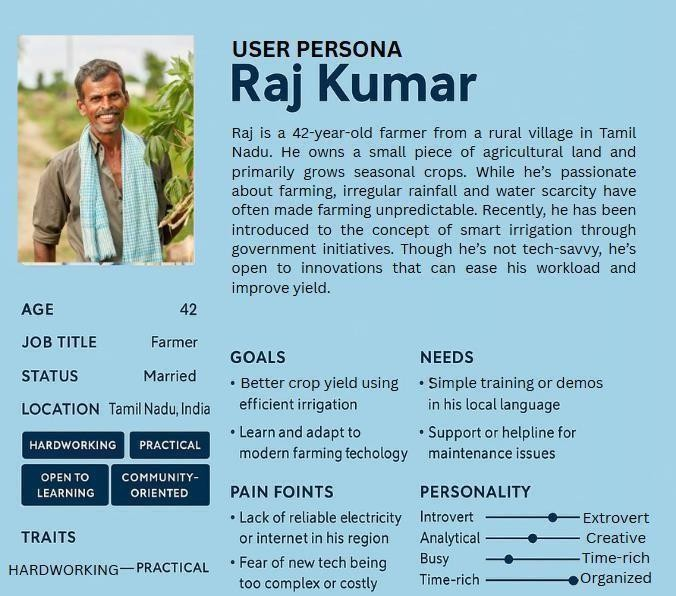 USER PERSONA
Raj Kumar
Raj is a 42-year-old farmer from a rural village in Tamil
Nadu. He owns a small piece of agricultural land and
primarily grows seasonal crops. While he's passionate
about farming, irregular rainfall and water scarcity have
often made farming unpredictable. Recently, he has been
introduced to the concept of smart irrigation through
government initiatives. Though he's not tech-savvy, he's
open to innovations that can ease his workload and
improve yield.
AGE 42
JOB TITLE Farmer
STATUS Married
LOCATION Tamil Nadu, India
HARDWORKING PRACTICAL
OPEN TO
LEARNING
COMMUNITY-
ORIENTED
TRAITS
HARDWORKING—PRACTICAL
GOALS
• Better crop yield using
efficient irrigation
• Learn and adapt to
modern farming fechology
NEEDS
• Simple training or demos
in his local language
• Support or helpline for
maintenance issues
PAIN FOINTS
• Lack of reliable electricity
or internet in his region
• Fear of new tech being
too complex or costly
PERSONALITY
Introvert Extrovert
Analytical Creative
Busy Time-rich
Time-rich Organized